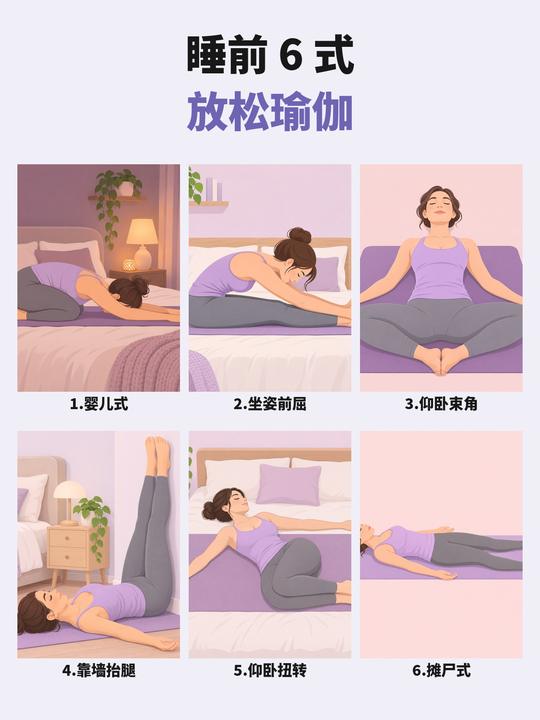 睡前 6 式
放松瑜伽
1.婴儿式
2.坐姿前屈
3.仰卧束角
4.靠墙抬腿
5.仰卧扭转
6.摊尸式